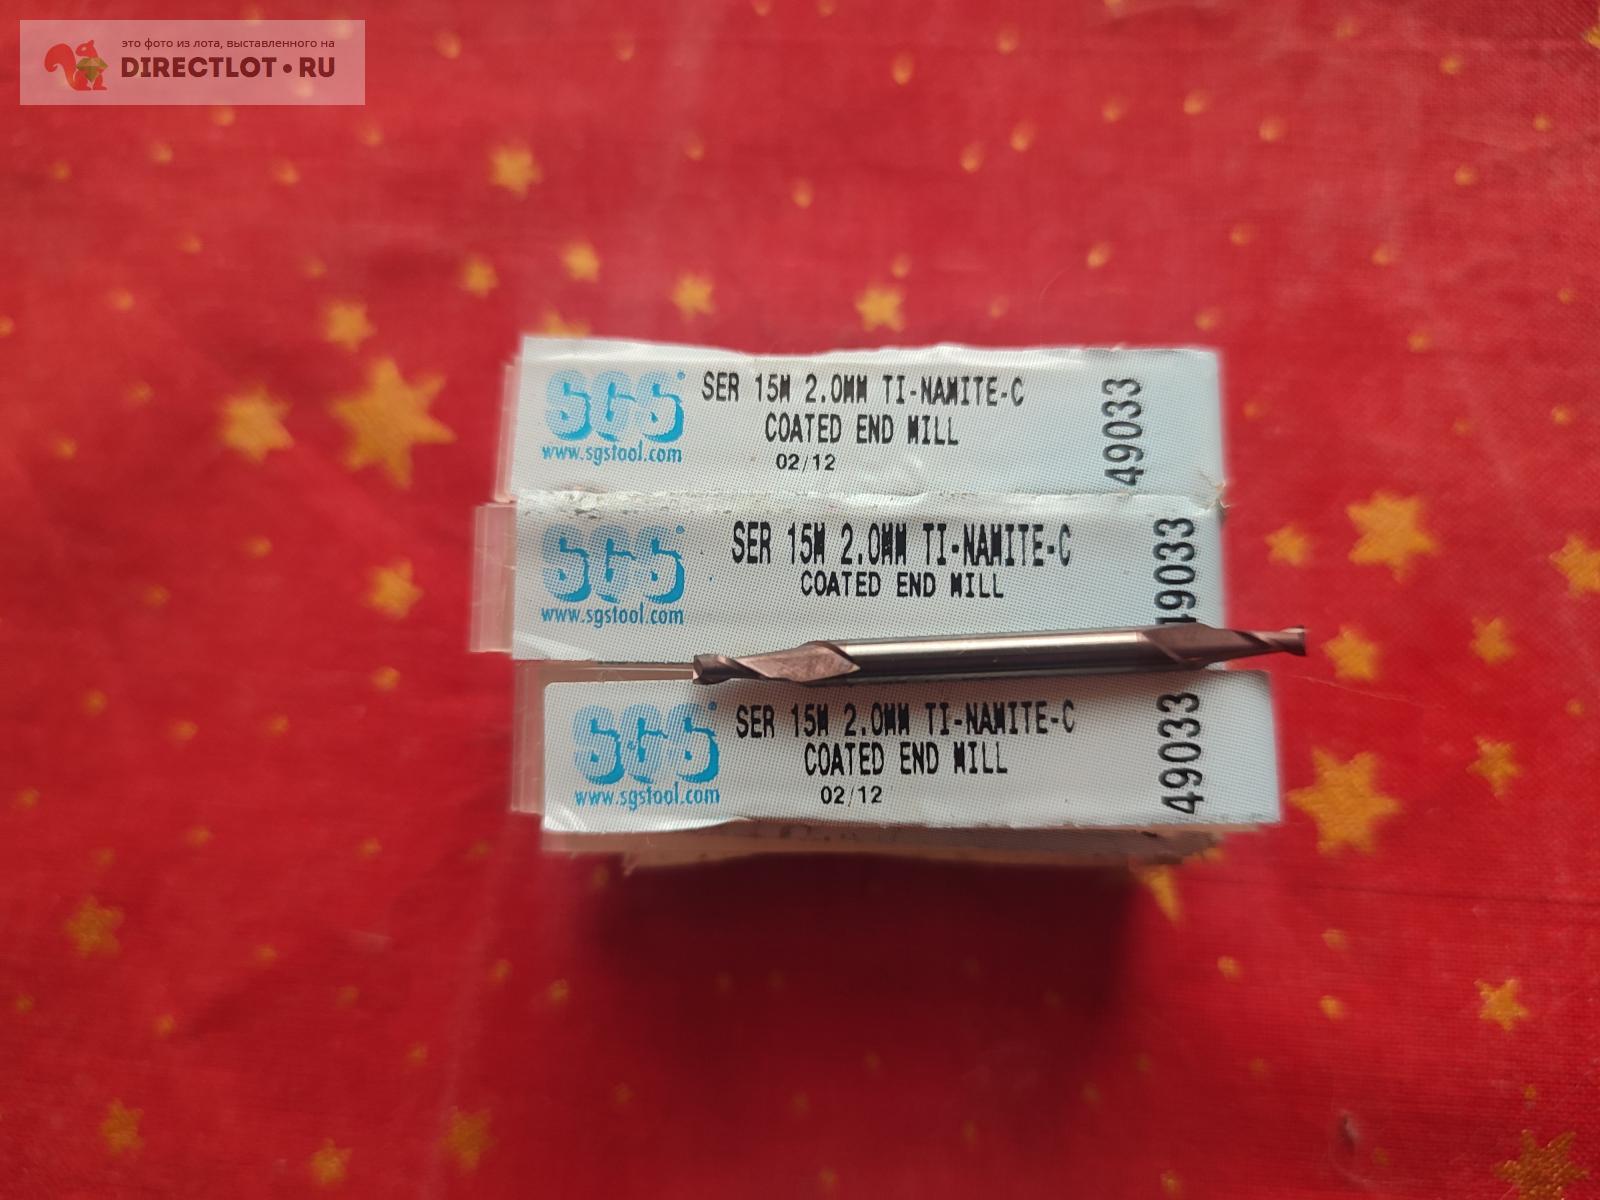 это фото из лота, выставленного на
DIRECTLOT•RU
SGS
www.sgstool.com
SER 15M 2.0MM TI-NAMITE-C
COATED END MILL
02/12
49033
SGS
www.sgstool.com
SER 15M 2.0MM TI-NAMITE-C
COATED END MILL
49033
SGS
www.sgstool.com
SER 15M 2.0MM TI-NAMITE-C
COATED END MILL
02/12
49033